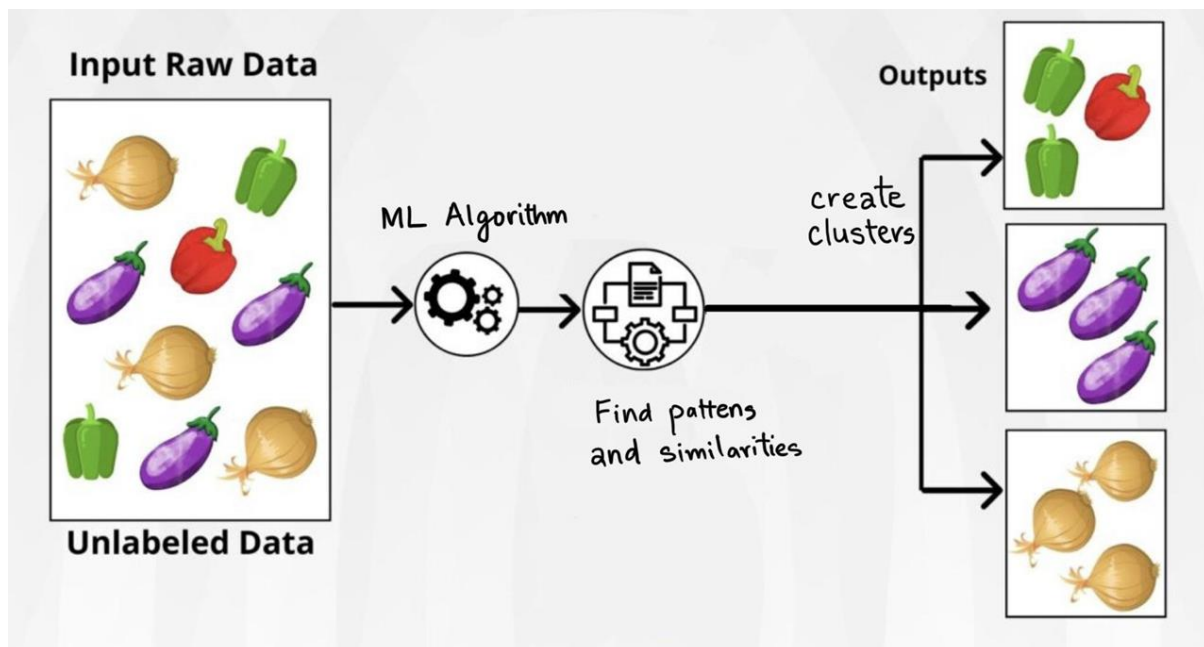 Input Raw Data
Unlabeled Data
ML Algorithm
Find pattens
and similarities
create
clusters
Outputs